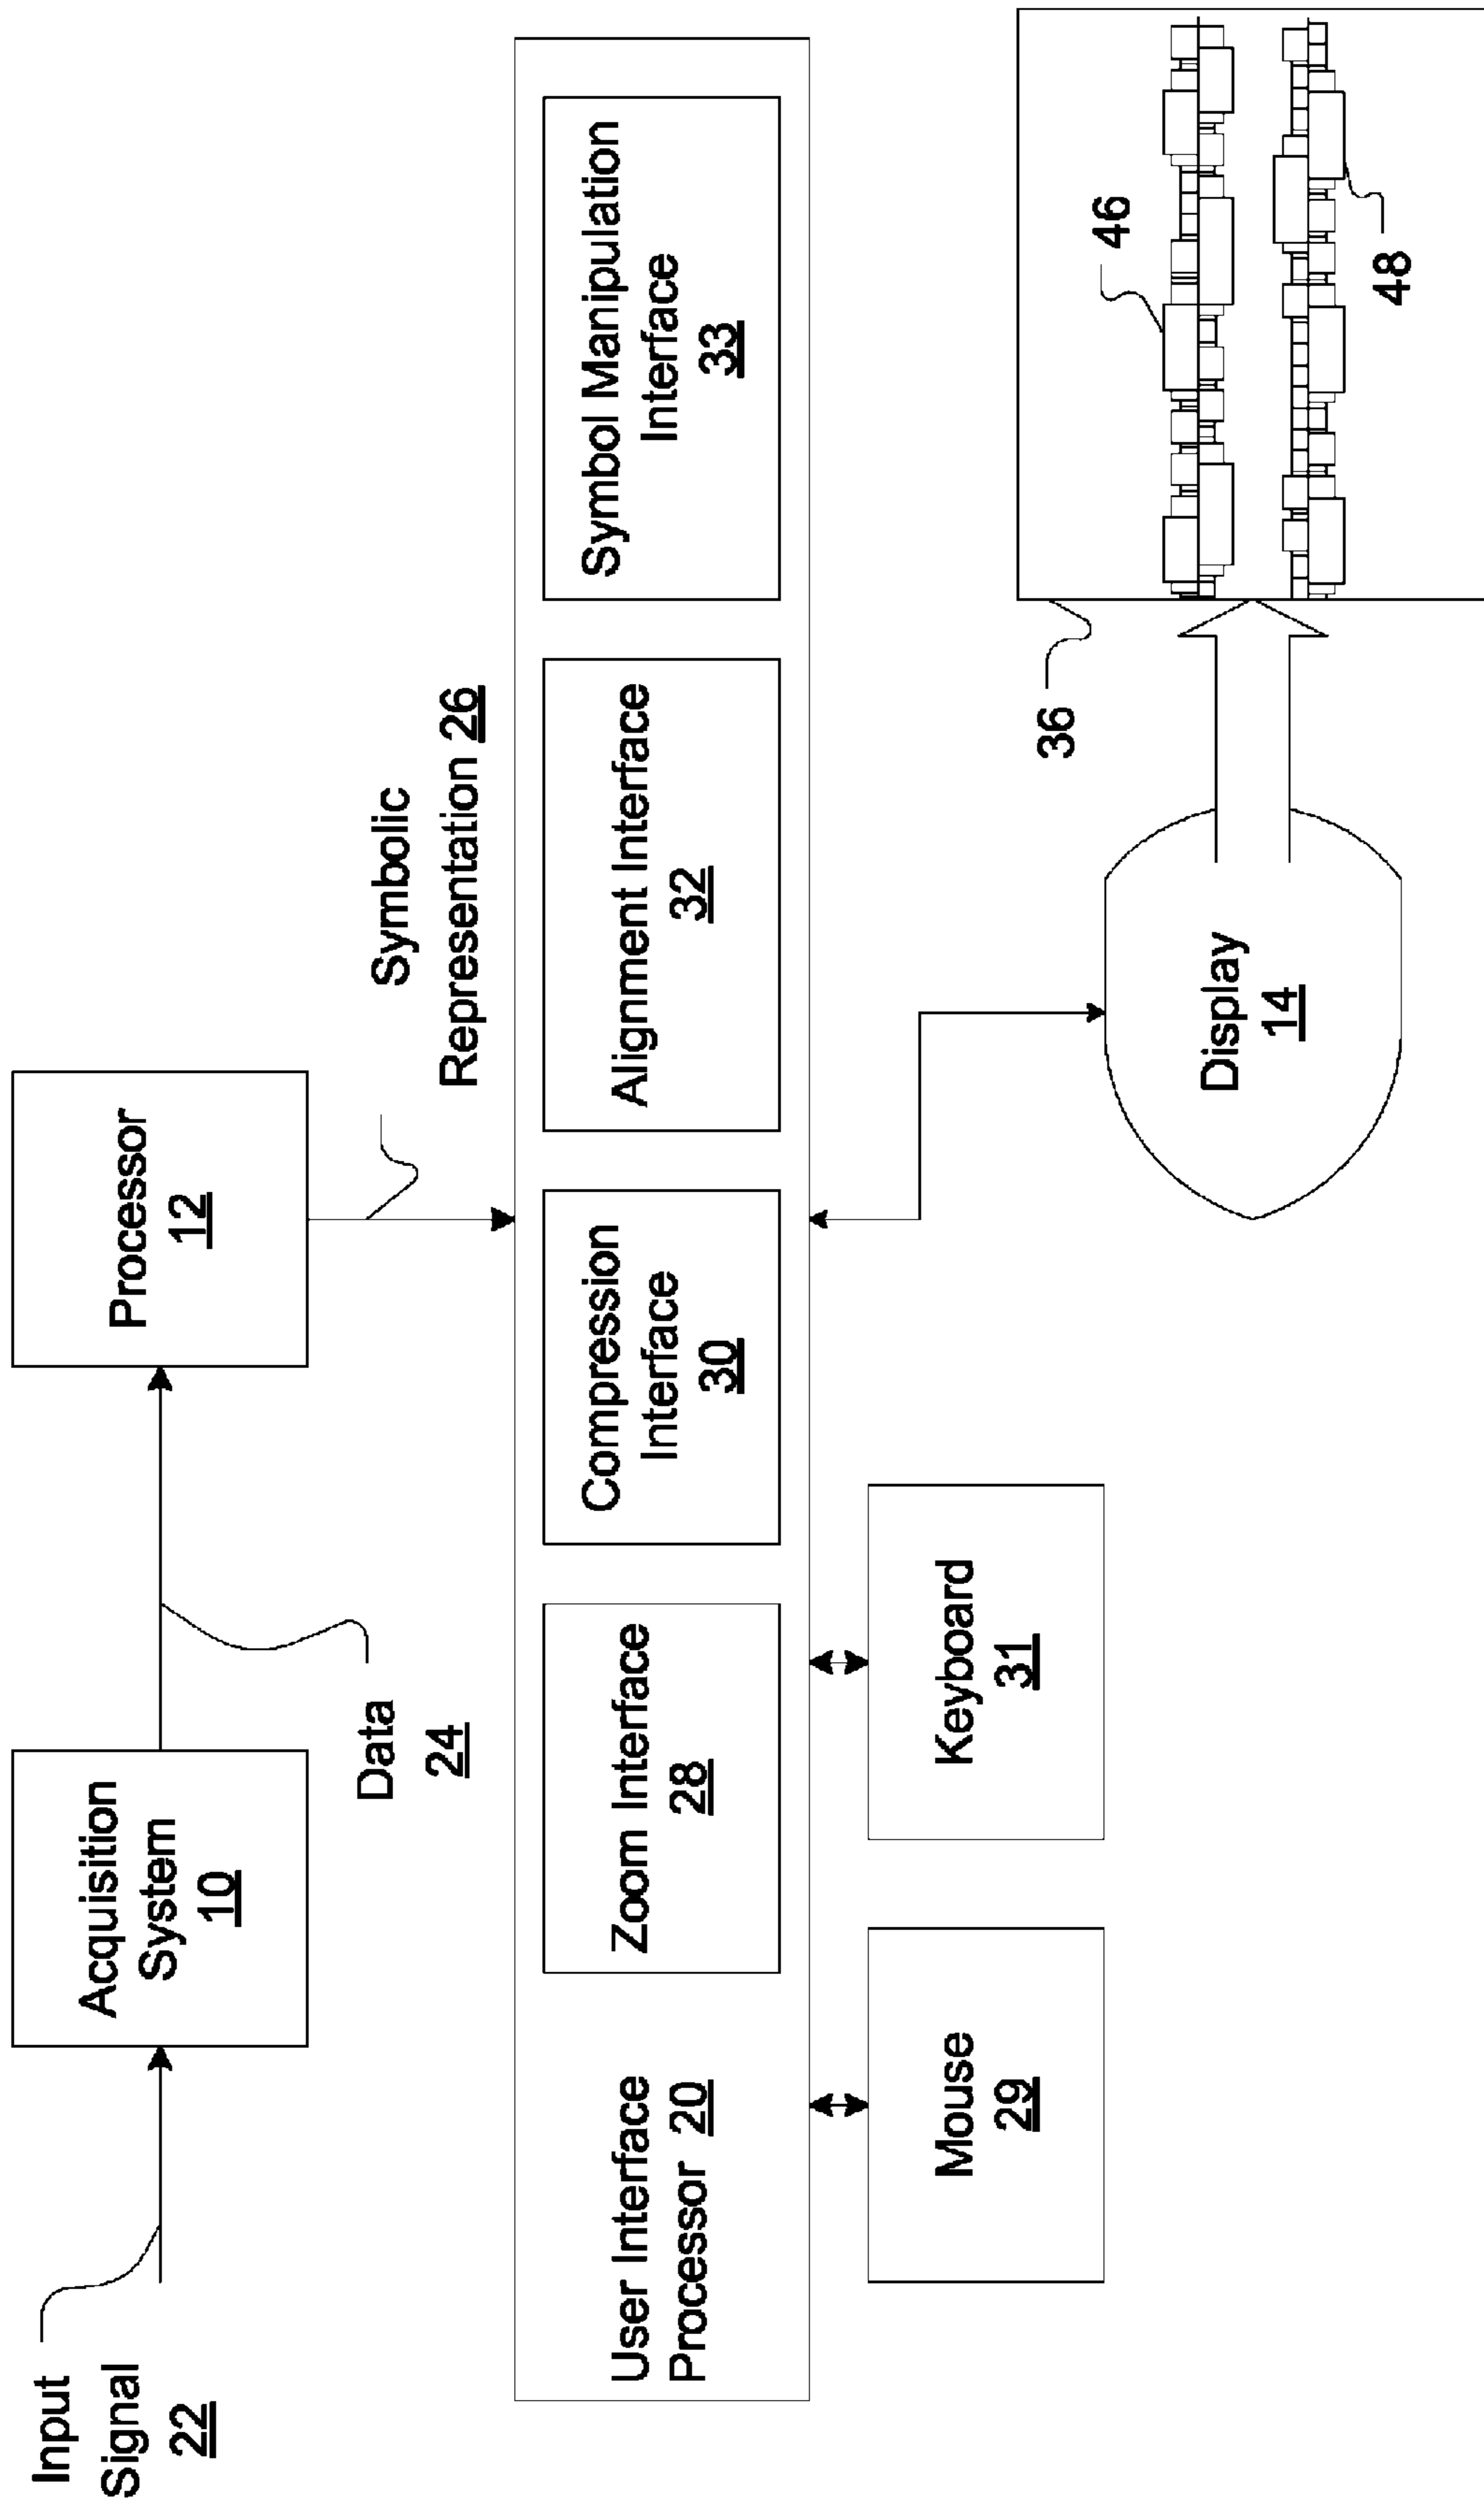 Input
Signal
22
Acquisition
System
10
Data
24
Processor
12
Symbolic
Representation 26
User Interface
Processor 20
Zoom Interface
28
Compression
Interface
30
Alignment Interface
32
Symbol Manipulation
Interface
33
Mouse
29
Keyboard
31
Display
14
36
46
48